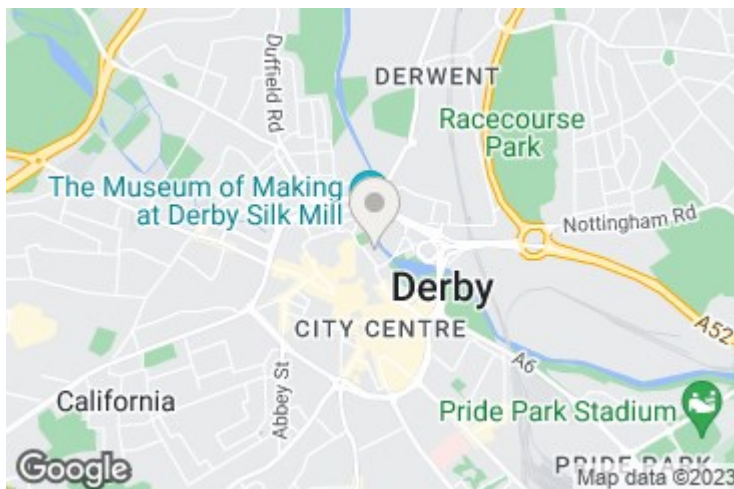 Duffield Rd
DERWENT
Racecourse
Park
The Museum of Making
at Derby Silk Mill
Nottingham Rd
Derby
CITY CENTRE
A52
A6
Abbey St
California
Pride Park Stadium
PRIDE PARK
Google
Map data ©2023